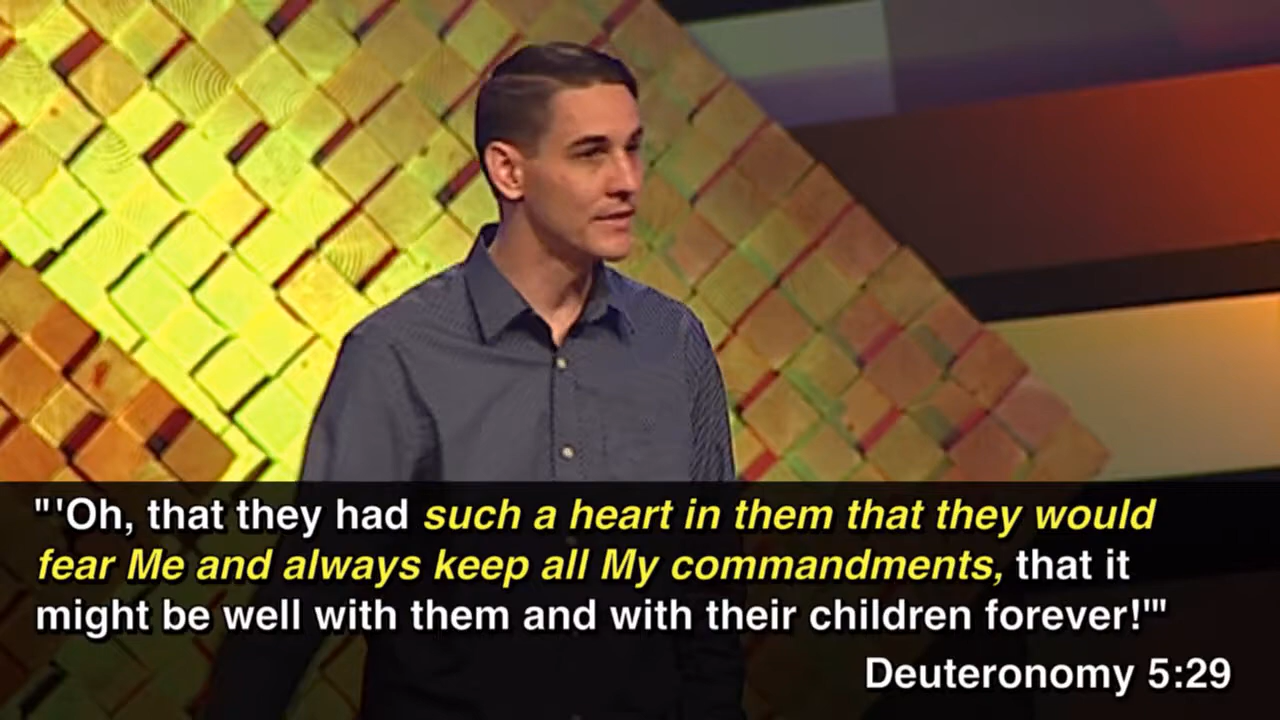 "'Oh, that they had such a heart in them that they would
fear Me and always keep all My commandments, that it
might be well with them and with their children forever!'"
Deuteronomy 5:29